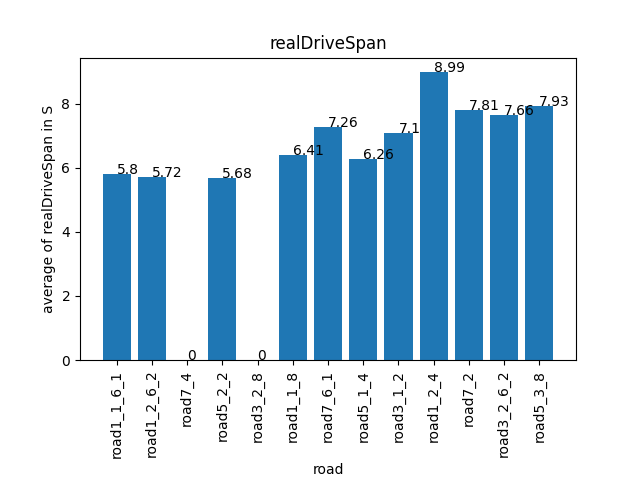 realDriveSpan
average of realDriveSpan in S
8
6
4
2
0
5.8
5.72
0
5.68
0
6.41
7.26
6.26
7.1
8.99
7.81
7.66
7.93
road1_1_6_1
road1_2_6_2
road7_4
road5_2_2
road3_2_8
road1_1_8
road7_6_1
road5_1_4
road3_1_2
road1_2_4
road7_2
road3_2_6_2
road5_3_8
road